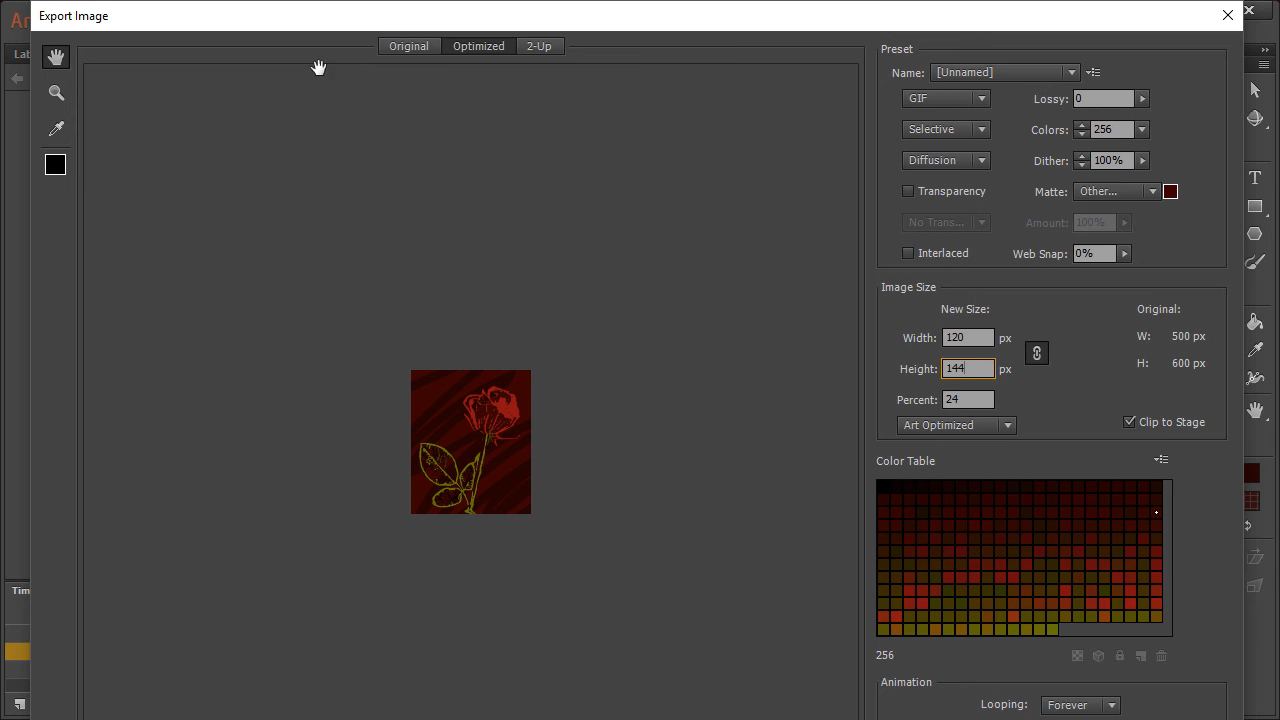 Export Image
An
Lat
Original Optimized 2-Up
Preset
Name: [Unnamed]
GIF Lossy: 0
Selective Colors: 256
Diffusion Dither: 100%
Transparency Matte: Other...
No Trans... Amount: 100%
Interlaced Web Snap: 0%
Image Size
New Size: Original:
Width: 120 px W: 500 px
Height: 144 px H: 600 px
Percent: 24
Art Optimized Clip to Stage
Color Table
Tim
256
Animation
Looping: Forever
T